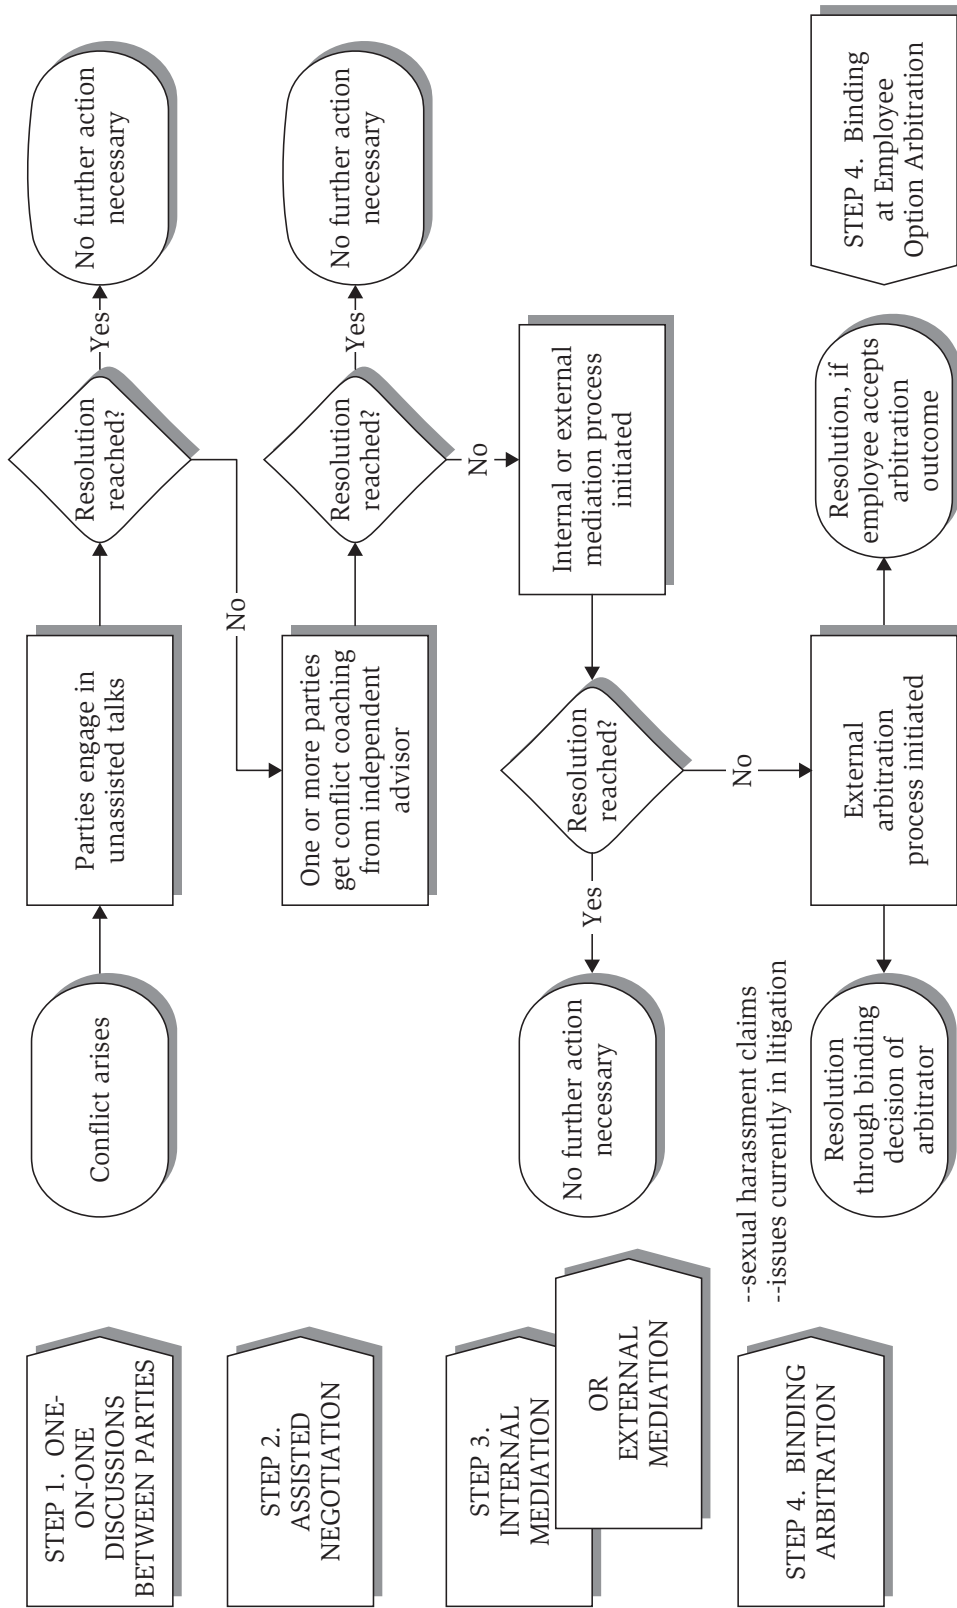 STEP 1. ONE-
ON-ONE
DISCUSSIONS
BETWEEN PARTIES
Conflict arises
Parties engage in
unassisted talks
Resolution
reached?
Yes
No further action
necessary
No
STEP 2.
ASSISTED
NEGOTIATION
One or more parties
get conflict coaching
from independent
advisor
Resolution
reached?
Yes
No further action
necessary
No
STEP 3.
INTERNAL
MEDIATION
OR
EXTERNAL
MEDIATION
No further action
necessary
Yes
Resolution
reached?
Internal or external
mediation process
initiated
No
--sexual harassment claims
--issues currently in litigation
STEP 4. BINDING
ARBITRATION
Resolution
through binding
decision of
arbitrator
External
arbitration
process initiated
Resolution, if
employee accepts
arbitration
outcome
STEP 4. Binding
at Employee
Option Arbitration